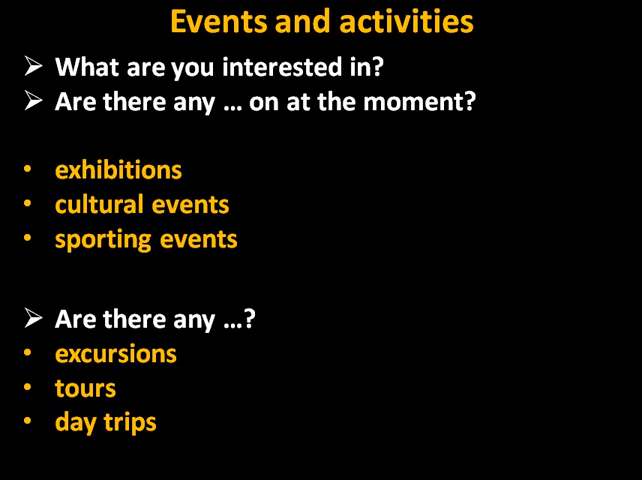 Events and activities
➢ What are you interested in?
➢ Are there any … on at the moment?
• exhibitions
• cultural events
• sporting events
➢ Are there any …?
• excursions
• tours
• day trips